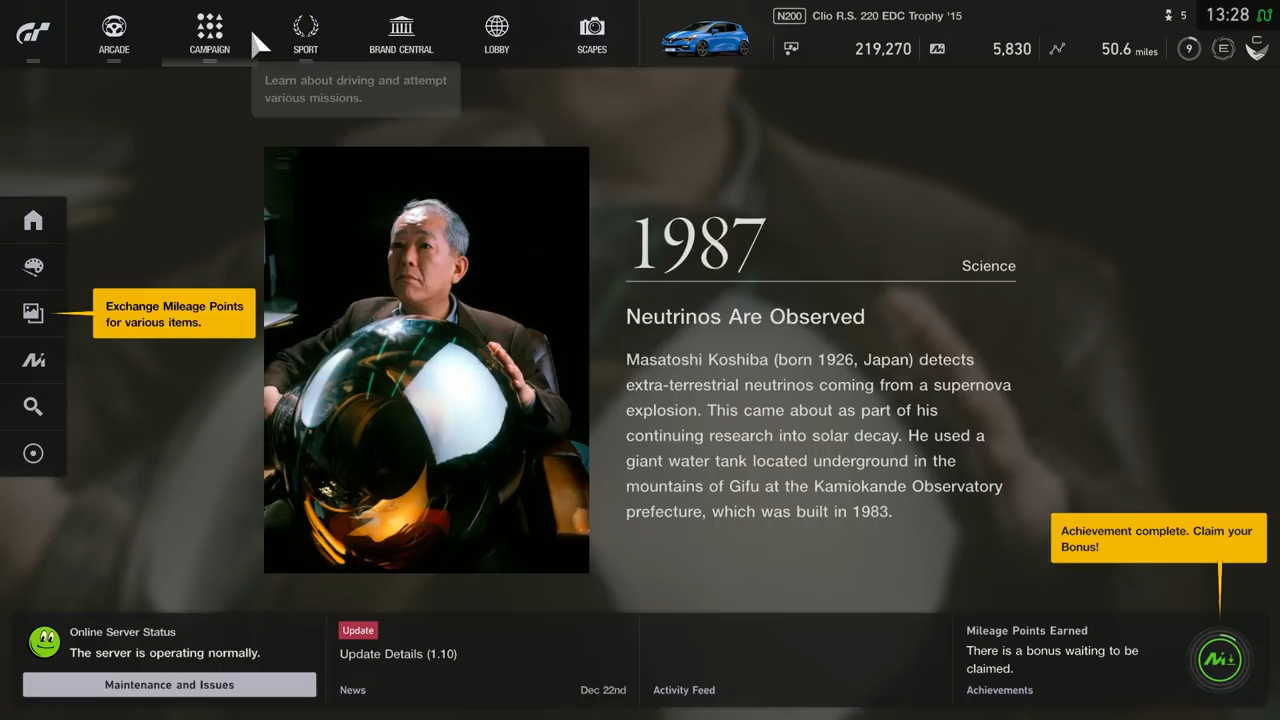 ARCADE
CAMPAIGN
SPORT
BRAND CENTRAL
LOBBY
SCAPES
N200 Clio R.S. 220 EDC Trophy '15
5
13:28
219,270
5,830
50.6 miles
9
E
C
Learn about driving and attempt
various missions.
1987
Science
Neutrinos Are Observed
Masatoshi Koshiba (born 1926, Japan) detects
extra-terrestrial neutrinos coming from a supernova
explosion. This came about as part of his
continuing research into solar decay. He used a
giant water tank located underground in the
mountains of Gifu at the Kamiokande Observatory
prefecture, which was built in 1983.
Exchange Mileage Points
for various items.
Achievement complete. Claim your
Bonus!
Online Server Status
The server is operating normally.
Maintenance and Issues
Update
Update Details (1.10)
News
Dec 22nd
Activity Feed
Mileage Points Earned
There is a bonus waiting to be
claimed.
Achievements